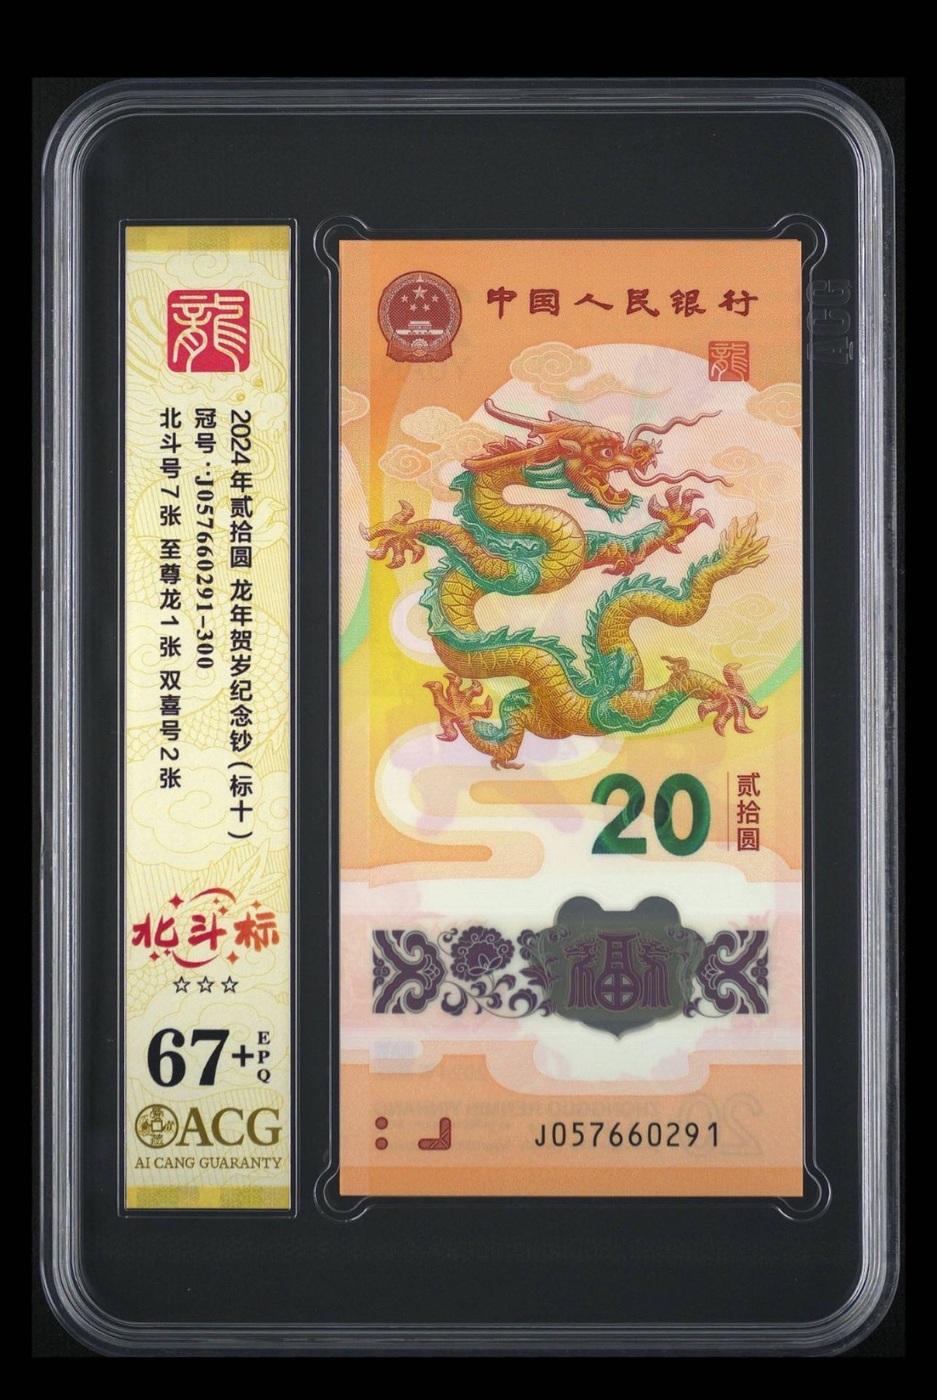 龍
2024年贰拾圆 龙年贺岁纪念钞(标十)
冠号:J057660291-300
北斗号7张 至尊龙1张 双喜号2张
北斗标
☆☆☆
67+ EPQ
ACG
AI CANG GUARANTY
中国人民银行
龍
20
贰拾圆
福
J057660291
ACG